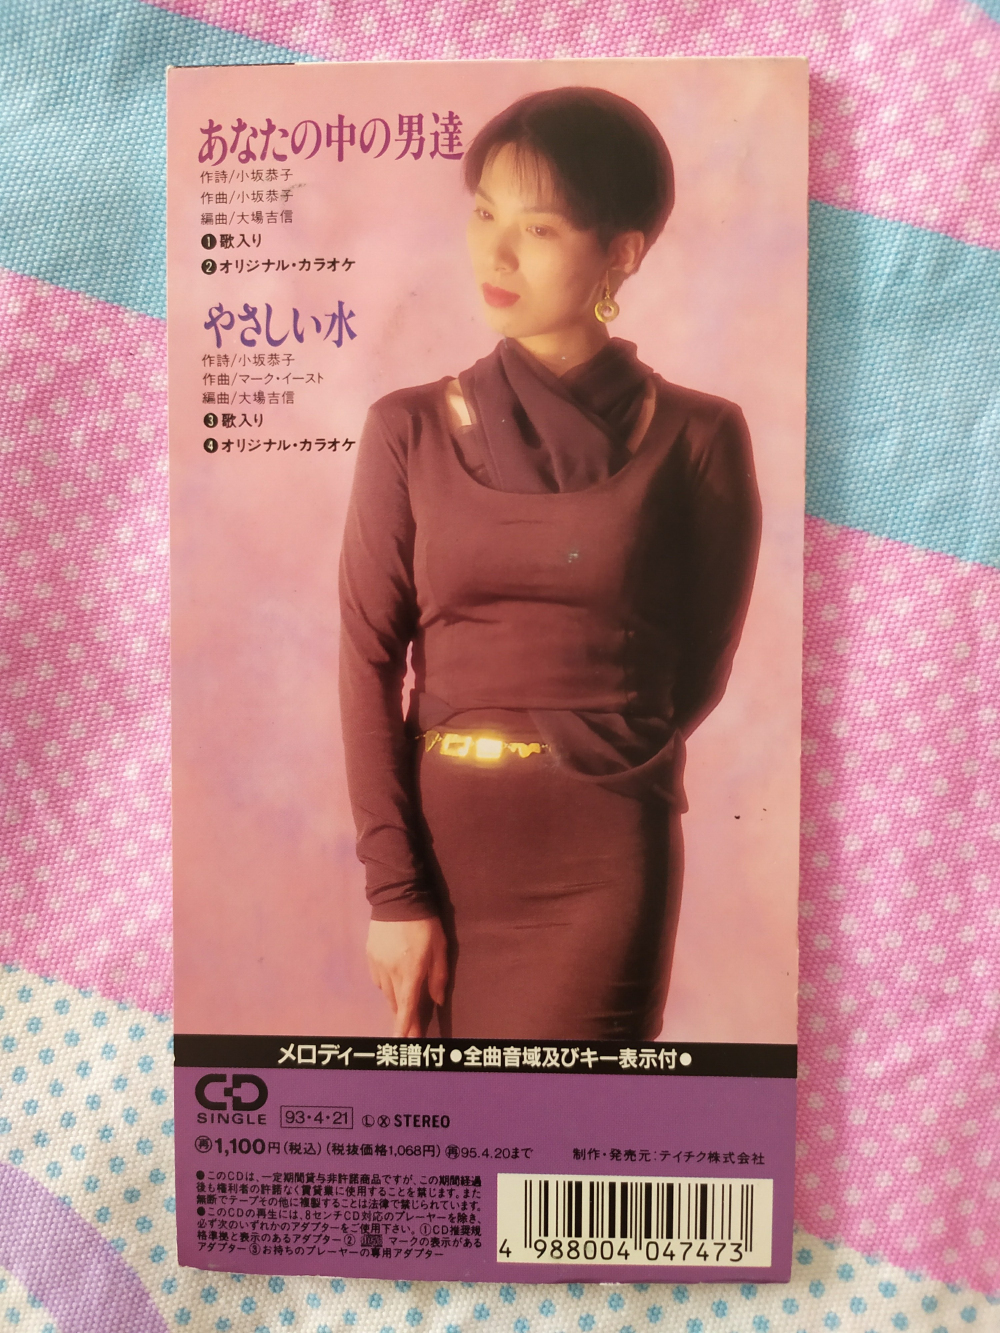 あなたの中の男達
作詩/小坂恭子
作曲/小坂恭子
編曲/大場吉信
❶歌入り
❷オリジナル・カラオケ
やさしい水
作詩/小坂恭子
作曲/マーク・イースト
編曲/大場吉信
❸歌入り
❹オリジナル・カラオケ
メロディー楽譜付●全曲音域及びキー表示付●
CD
SINGLE
93・4・21 Ⓛ Ⓧ STEREO
㊢1,100円(税込)(税抜価格1,068円)㊢95.4.20まで
制作・発売元:テイチク株式会社
●このCDは、一定期間貸与非許諾商品ですが、この期間経過
後も権利者の許諾なく賃貸業に使用することを禁じます。また
無断でテープその他に複製することは法律で禁じられています。
●このCDの再生には、8センチCD対応のプレーヤーを除き、
必ず次のいずれかのアダプターをご使用下さい。①CD推奨規
格準拠と表示のあるアダプター② マークの表示がある
アダプター③お持ちのプレーヤーの専用アダプター
4 988004 047473